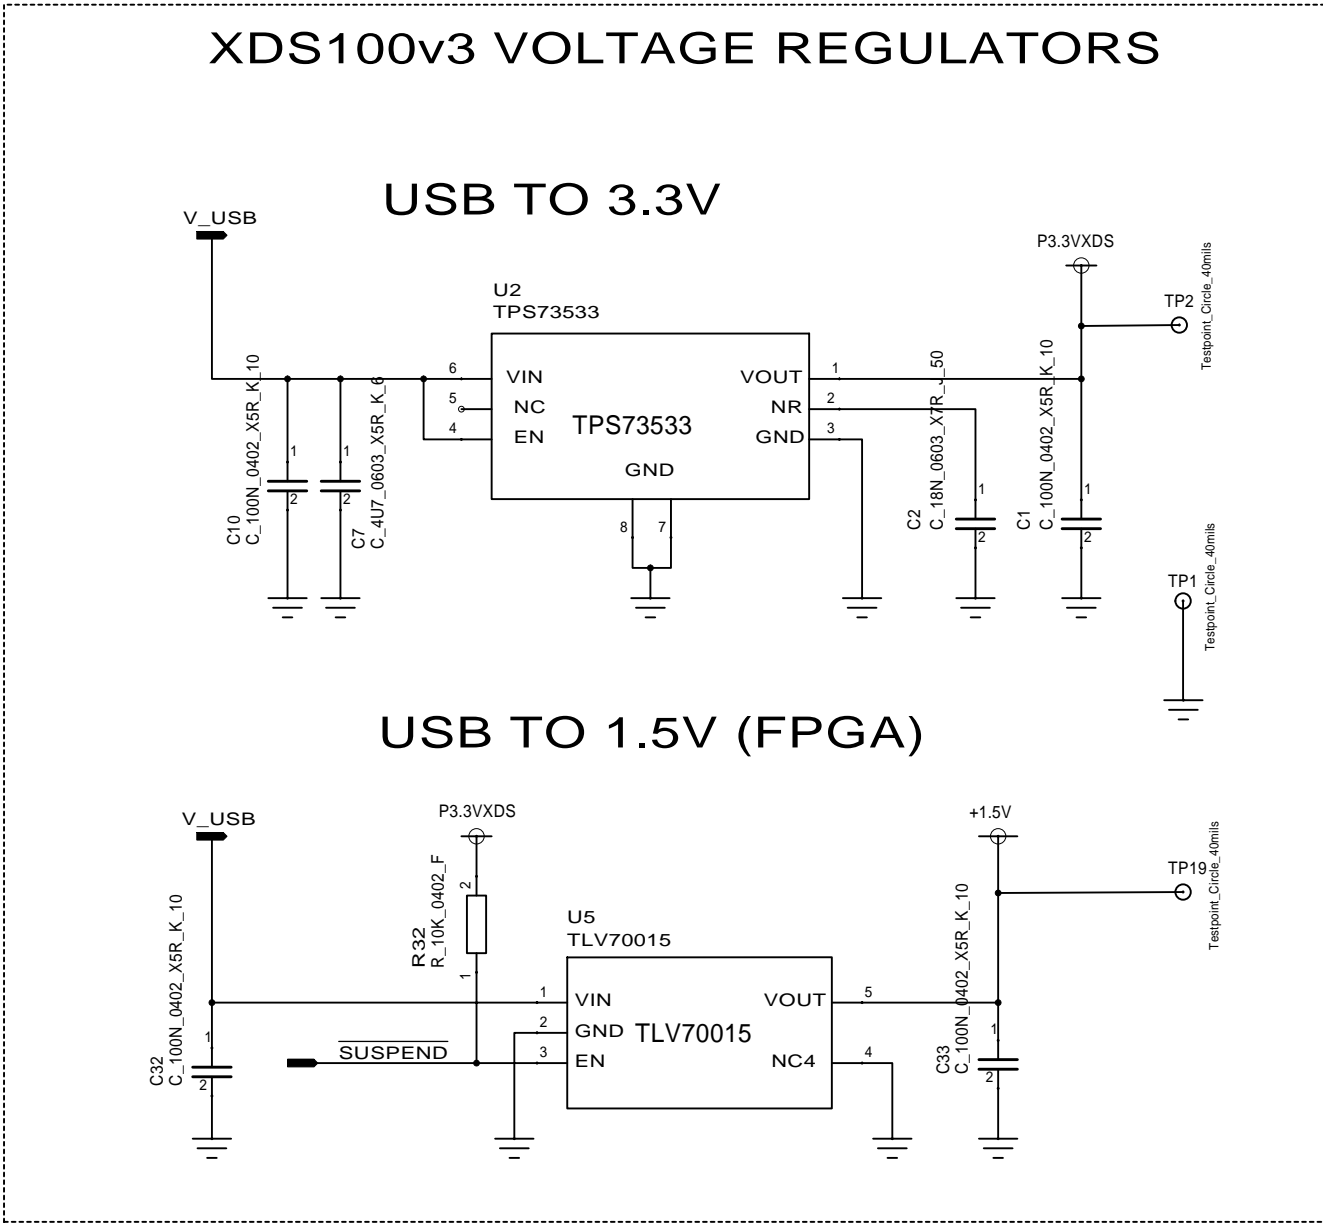 XDS100v3 VOLTAGE REGULATORS
USB TO 3.3V
V_USB
P3.3VXDS
TP2
Testpoint_Circle_40mils
U2
TPS73533
6
VIN
5
NC
4
EN
TPS73533
GND
VOUT
1
NR
2
GND
3
8
7
C10
C_100N_0402_X5R_K_10
1
2
C7
C_4U7_0603_X5R_K_6
1
2
C2
C_18N_0603_X7R_J_50
1
2
C1
C_100N_0402_X5R_K_10
1
2
TP1
Testpoint_Circle_40mils
USB TO 1.5V (FPGA)
V_USB
P3.3VXDS
+1.5V
TP19
Testpoint_Circle_40mils
R32
R_10K_0402_F
2
1
U5
TLV70015
1
VIN
2
GND
3
EN
TLV70015
VOUT
5
NC4
4
SUSPEND
C32
C_100N_0402_X5R_K_10
1
2
C33
C_100N_0402_X5R_K_10
1
2